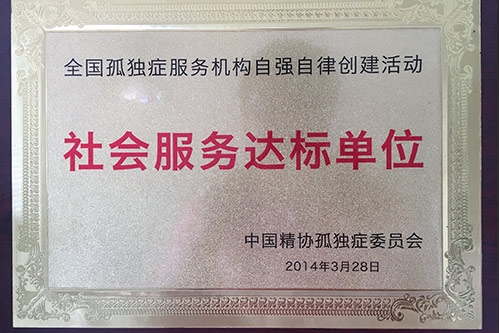 全国孤独症服务机构自强自律创建活动
社会服务达标单位
中国精协孤独症委员会
2014年3月28日